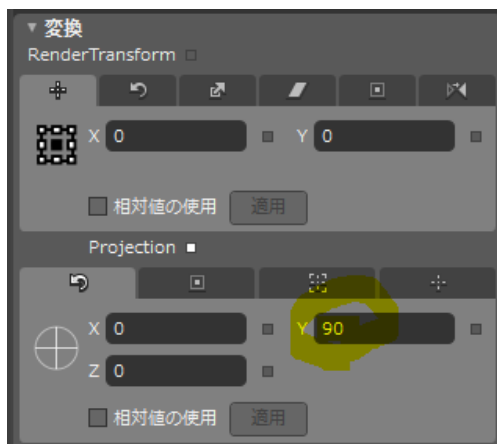 変換
RenderTransform
X 0 Y 0
相対値の使用 適用
Projection
X 0 Y 90
Z 0
相対値の使用 適用